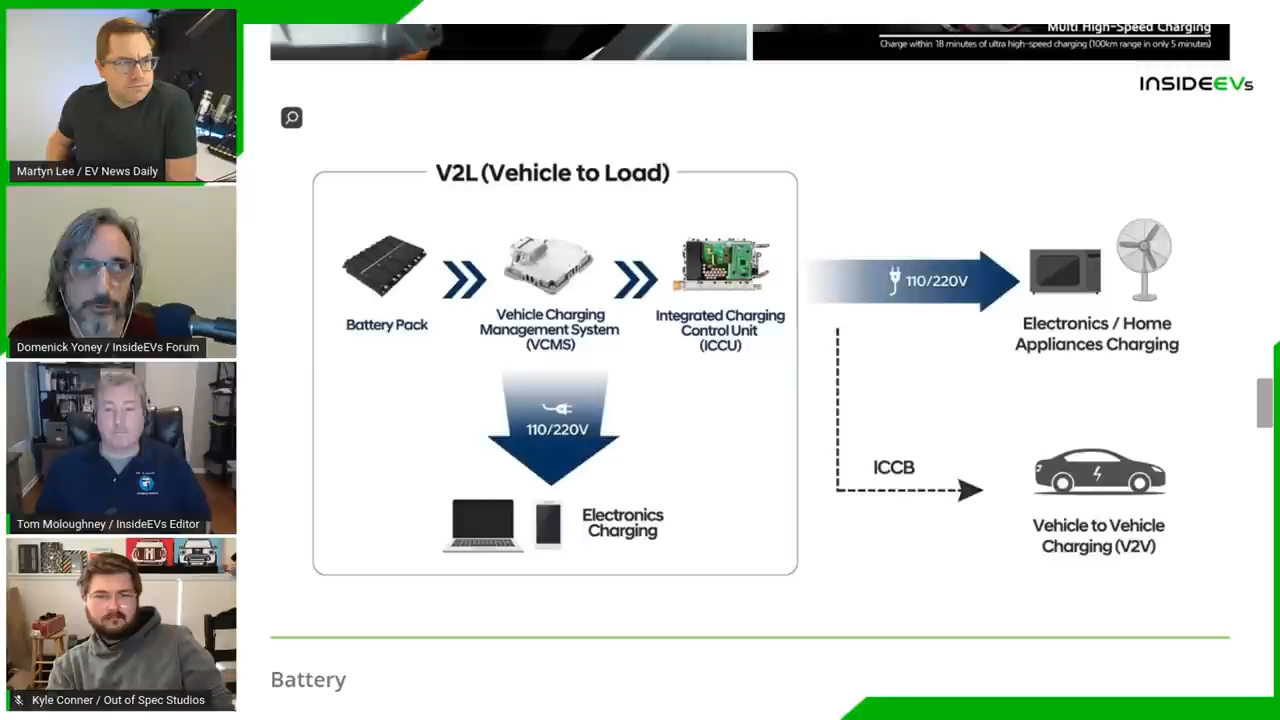 Multi High-Speed Charging
Charge within 18 minutes of ultra high-speed charging (100km range in only 5 minutes)
INSIDEEVs
Martyn Lee / EV News Daily
V2L (Vehicle to Load)
Battery Pack
Vehicle Charging
Management System
(VCMS)
Integrated Charging
Control Unit
(ICCU)
110/220V
Electronics / Home
Appliances Charging
Domenick Yoney / InsideEVs Forum
110/220V
Electronics
Charging
ICCB
Vehicle to Vehicle
Charging (V2V)
Tom Moloughney / InsideEVs Editor
Kyle Conner / Out of Spec Studios
Battery